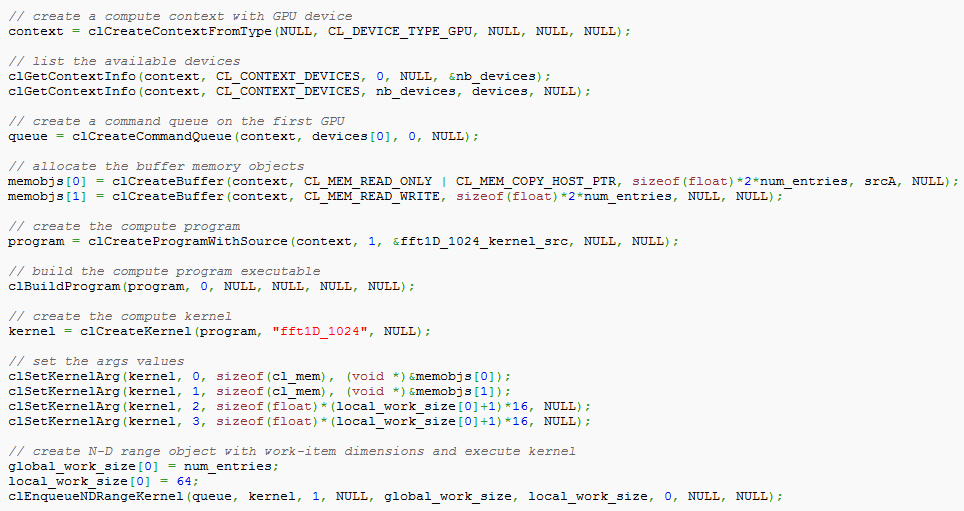 // create a compute context with GPU device
context = clCreateContextFromType(NULL, CL_DEVICE_TYPE_GPU, NULL, NULL, NULL);
// list the available devices
clGetContextInfo(context, CL_CONTEXT_DEVICES, 0, NULL, &nb_devices);
clGetContextInfo(context, CL_CONTEXT_DEVICES, nb_devices, devices, NULL);
// create a command queue on the first GPU
queue = clCreateCommandQueue(context, devices[0], 0, NULL);
// allocate the buffer memory objects
memobjs[0] = clCreateBuffer(context, CL_MEM_READ_ONLY | CL_MEM_COPY_HOST_PTR, sizeof(float)*2*num_entries, srcA, NULL);
memobjs[1] = clCreateBuffer(context, CL_MEM_READ_WRITE, sizeof(float)*2*num_entries, NULL, NULL);
// create the compute program
program = clCreateProgramWithSource(context, 1, &fft1D_1024_kernel_src, NULL, NULL);
// build the compute program executable
clBuildProgram(program, 0, NULL, NULL, NULL, NULL);
// create the compute kernel
kernel = clCreateKernel(program, "fft1D_1024", NULL);
// set the args values
clSetKernelArg(kernel, 0, sizeof(cl_mem), (void *)&memobjs[0]);
clSetKernelArg(kernel, 1, sizeof(cl_mem), (void *)&memobjs[1]);
clSetKernelArg(kernel, 2, sizeof(float)*(local_work_size[0]+1)*16, NULL);
clSetKernelArg(kernel, 3, sizeof(float)*(local_work_size[0]+1)*16, NULL);
// create N-D range object with work-item dimensions and execute kernel
global_work_size[0] = num_entries;
local_work_size[0] = 64;
clEnqueueNDRangeKernel(queue, kernel, 1, NULL, global_work_size, local_work_size, 0, NULL, NULL);